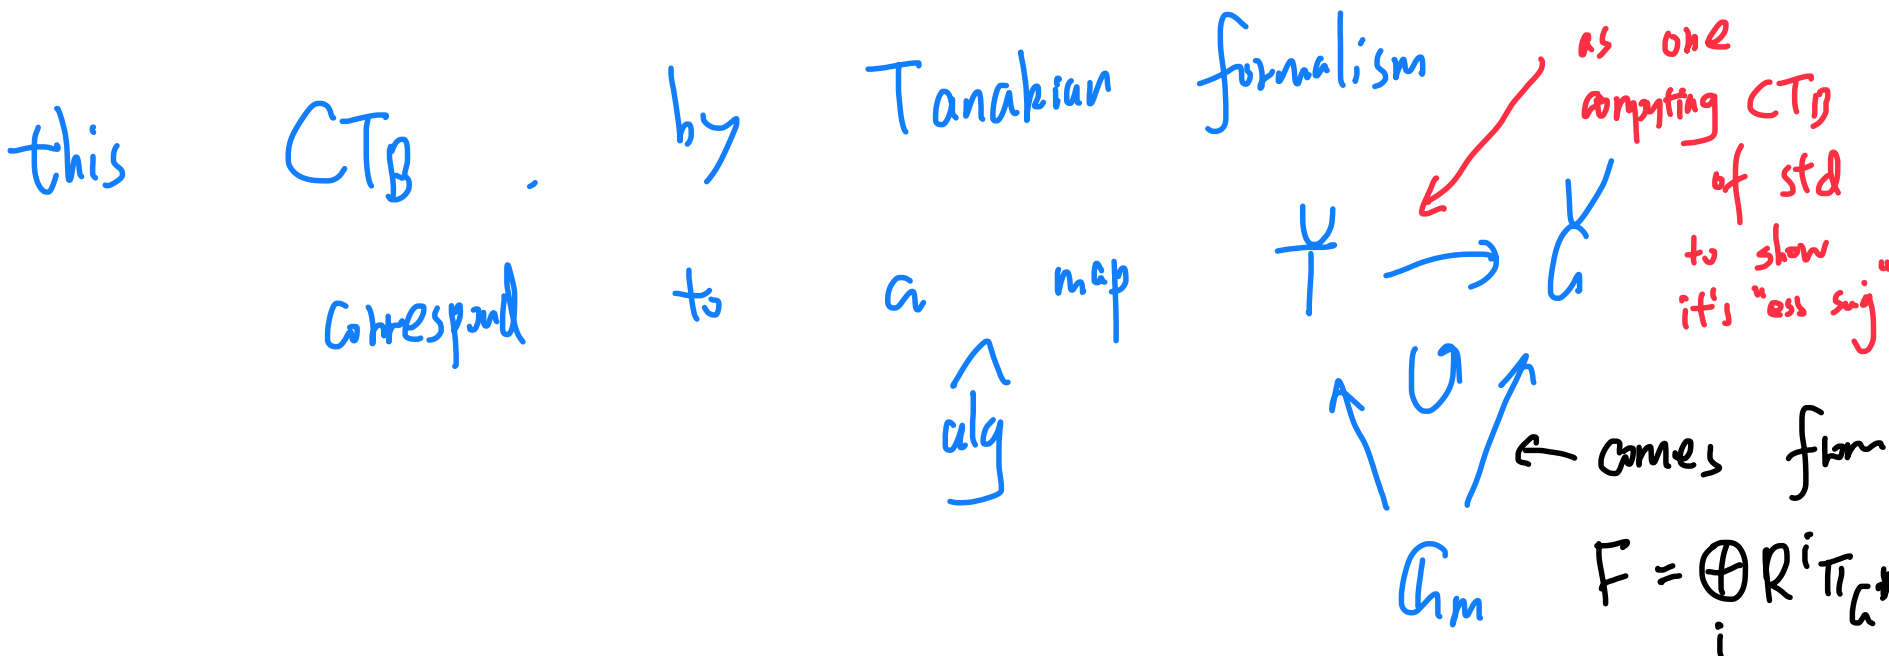 this CT_B . by Tanakian formalism
correspond to a map T^∨ → G^∨
alg
↺
G_m
as one
computing CT_B
of std
to show
it's "ess surj"
← comes from
F = ⊕_i R^i π_{G*